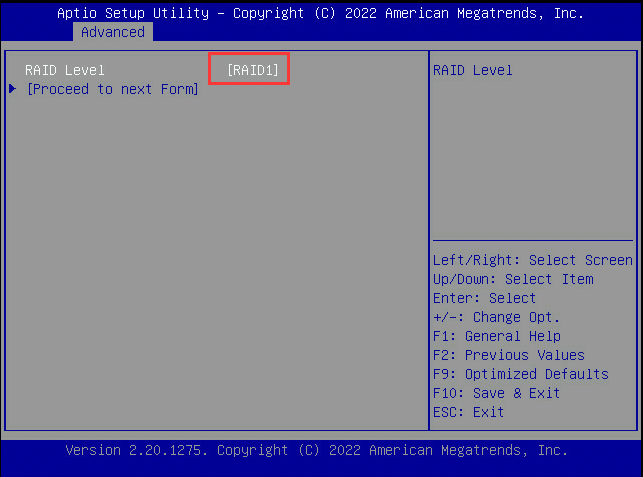 Aptio Setup Utility – Copyright (C) 2022 American Megatrends, Inc.
Advanced
RAID Level [RAID1]
[Proceed to next Form]
RAID Level
Left/Right: Select Screen
Up/Down: Select Item
Enter: Select
+/-: Change Opt.
F1: General Help
F2: Previous Values
F9: Optimized Defaults
F10: Save & Exit
ESC: Exit
Version 2.20.1275. Copyright (C) 2022 American Megatrends, Inc.